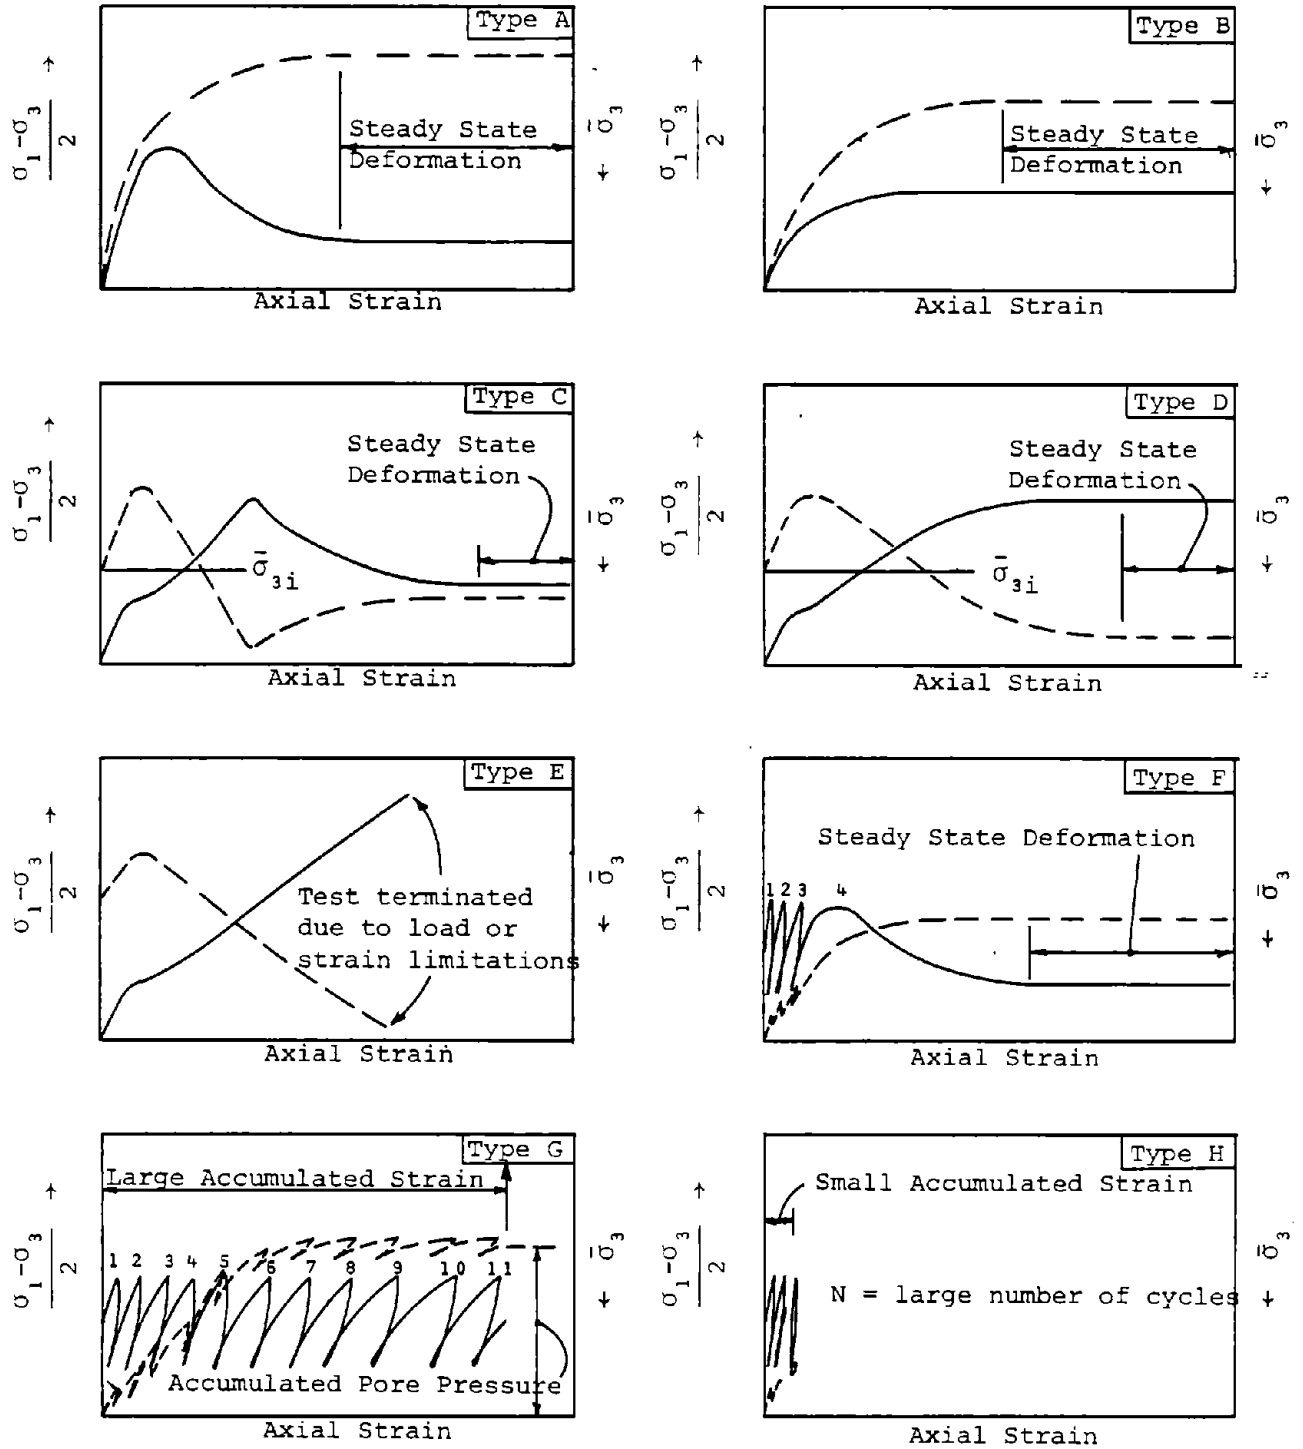 Type A
σ1-σ3
2
↑
σ̄3
↓
Steady State
Deformation
Axial Strain
Type B
σ1-σ3
2
↑
σ̄3
↓
Steady State
Deformation
Axial Strain
Type C
σ1-σ3
2
↑
σ̄3
↓
Steady State
Deformation
σ̄3i
Axial Strain
Type D
σ1-σ3
2
↑
σ̄3
↓
Steady State
Deformation
σ̄3i
Axial Strain
Type E
σ1-σ3
2
↑
σ̄3
↓
Test terminated
due to load or
strain limitations
Axial Strain
Type F
σ1-σ3
2
↑
σ̄3
↓
Steady State Deformation
1 2 3 4
Axial Strain
Type G
σ1-σ3
2
↑
σ̄3
↓
Large Accumulated Strain
1 2 3 4 5 6 7 8 9 10 11
Accumulated Pore Pressure
Axial Strain
Type H
σ1-σ3
2
↑
σ̄3
↓
Small Accumulated Strain
N = large number of cycles
Axial Strain